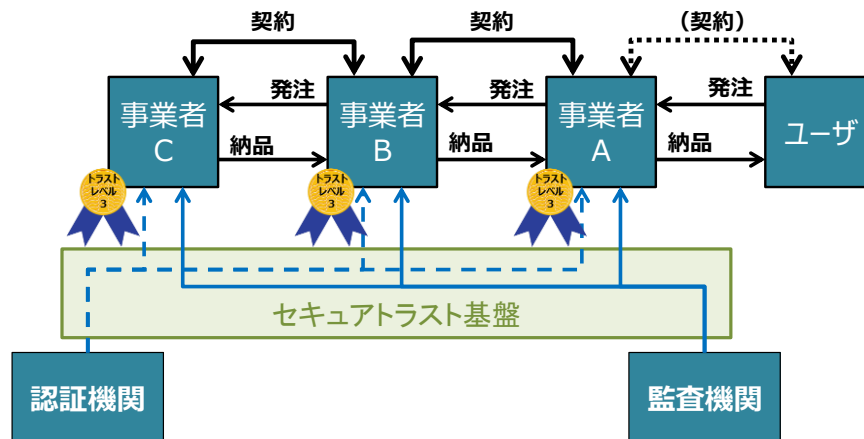 契約
契約
（契約）
事業者
C
発注
納品
事業者
B
発注
納品
事業者
A
発注
納品
ユーザ
トラスト
レベル
3
トラスト
レベル
3
トラスト
レベル
3
セキュアトラスト基盤
認証機関
監査機関